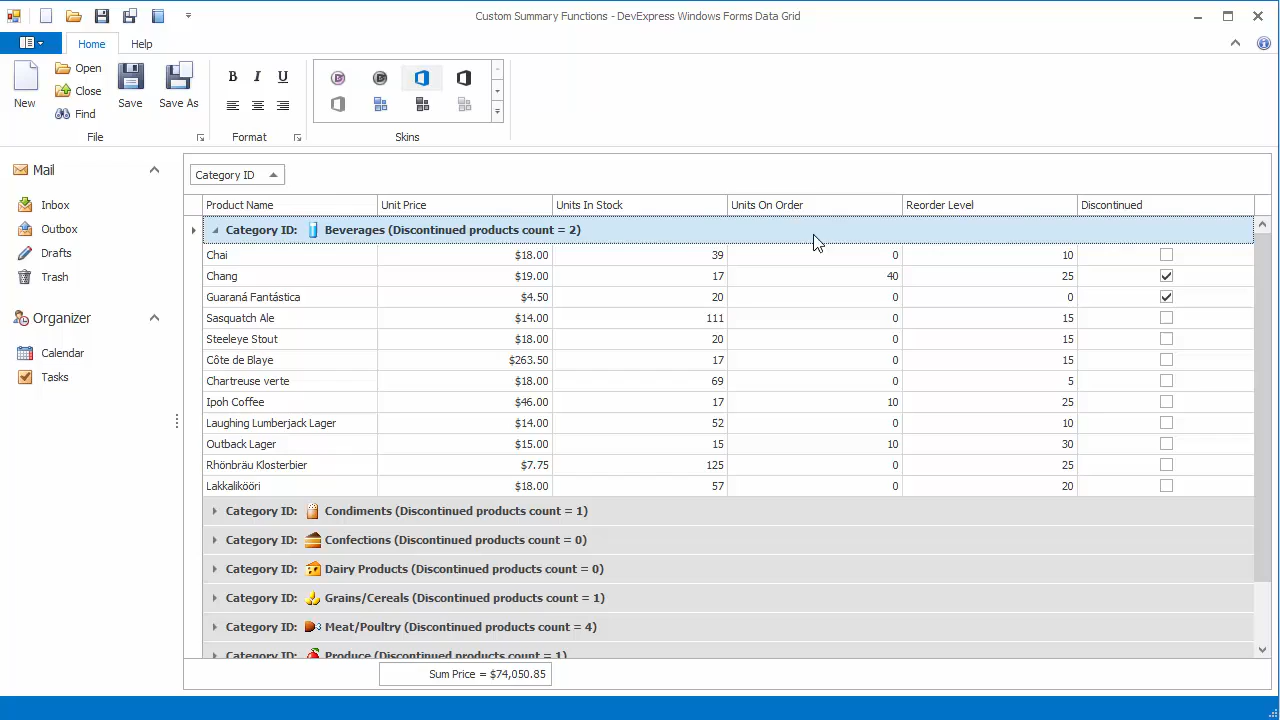 Custom Summary Functions - DevExpress Windows Forms Data Grid
Home Help
New Open Close Find Save Save As
B I U
File Format Skins
Mail
Inbox
Outbox
Drafts
Trash
Organizer
Calendar
Tasks
Category ID
Product Name Unit Price Units In Stock Units On Order Reorder Level Discontinued
Category ID: Beverages (Discontinued products count = 2)
Chai $18.00 39 0 10
Chang $19.00 17 40 25
Guaraná Fantástica $4.50 20 0 0
Sasquatch Ale $14.00 111 0 15
Steeleye Stout $18.00 20 0 15
Côte de Blaye $263.50 17 0 15
Chartreuse verte $18.00 69 0 5
Ipoh Coffee $46.00 17 10 25
Laughing Lumberjack Lager $14.00 52 0 10
Outback Lager $15.00 15 10 30
Rhönbräu Klosterbier $7.75 125 0 25
Lakkalikööri $18.00 57 0 20
Category ID: Condiments (Discontinued products count = 1)
Category ID: Confections (Discontinued products count = 0)
Category ID: Dairy Products (Discontinued products count = 0)
Category ID: Grains/Cereals (Discontinued products count = 1)
Category ID: Meat/Poultry (Discontinued products count = 4)
Category ID: Produce (Discontinued products count = 1)
Sum Price = $74,050.85